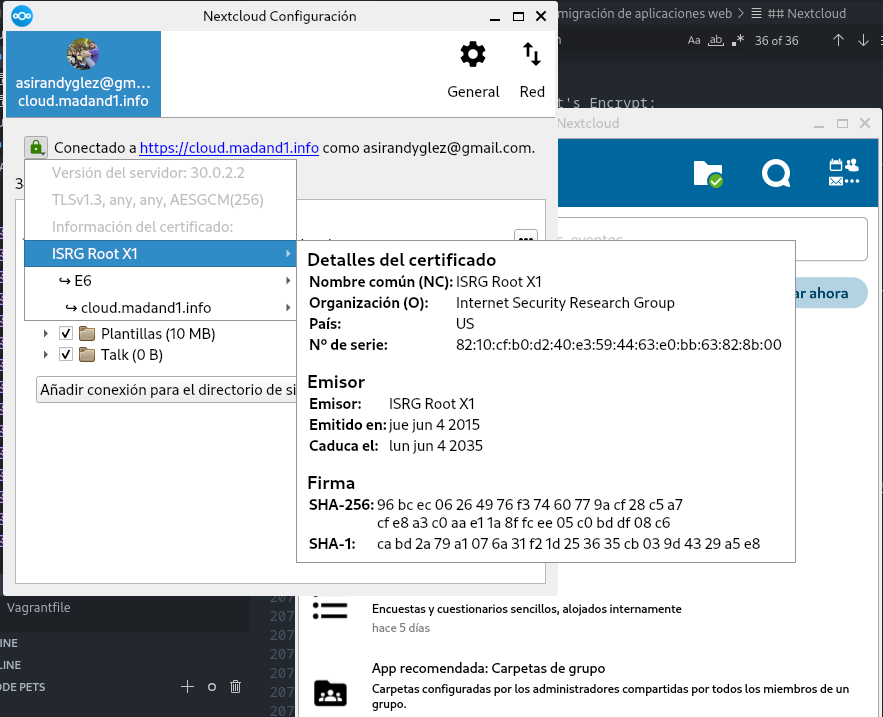 Nextcloud Configuración
migración de aplicaciones web > ## Nextcloud
Aa ab 36 of 36
asirandyglez@gm...
cloud.madand1.info
General
Red
t's Encrypt:
Nextcloud
Conectado a https://cloud.madand1.info como asirandyglez@gmail.com.
3
Versión del servidor: 30.0.2.2
TLSv1.3, any, any, AESGCM(256)
Información del certificado:
ISRG Root X1
↪ E6
↪ cloud.madand1.info
ar ahora
Plantillas (10 MB)
Talk (0 B)
Añadir conexión para el directorio de si
Detalles del certificado
Nombre común (NC): ISRG Root X1
Organización (O): Internet Security Research Group
País: US
Nº de serie: 82:10:cf:b0:d2:40:e3:59:44:63:e0:bb:63:82:8b:00
Emisor
Emisor: ISRG Root X1
Emitido en: jue jun 4 2015
Caduca el: lun jun 4 2035
Firma
SHA-256: 96 bc ec 06 26 49 76 f3 74 60 77 9a cf 28 c5 a7
cf e8 a3 c0 aa e1 1a 8f fc ee 05 c0 bd df 08 c6
SHA-1: ca bd 2a 79 a1 07 6a 31 f2 1d 25 36 35 cb 03 9d 43 29 a5 e8
Vagrantfile
INE
LINE
ODE PETS
207
207
207
207
207
207
207
Encuestas y cuestionarios sencillos, alojados internamente
hace 5 días
App recomendada: Carpetas de grupo
Carpetas configuradas por los administradores compartidas por todos los miembros de un
grupo.